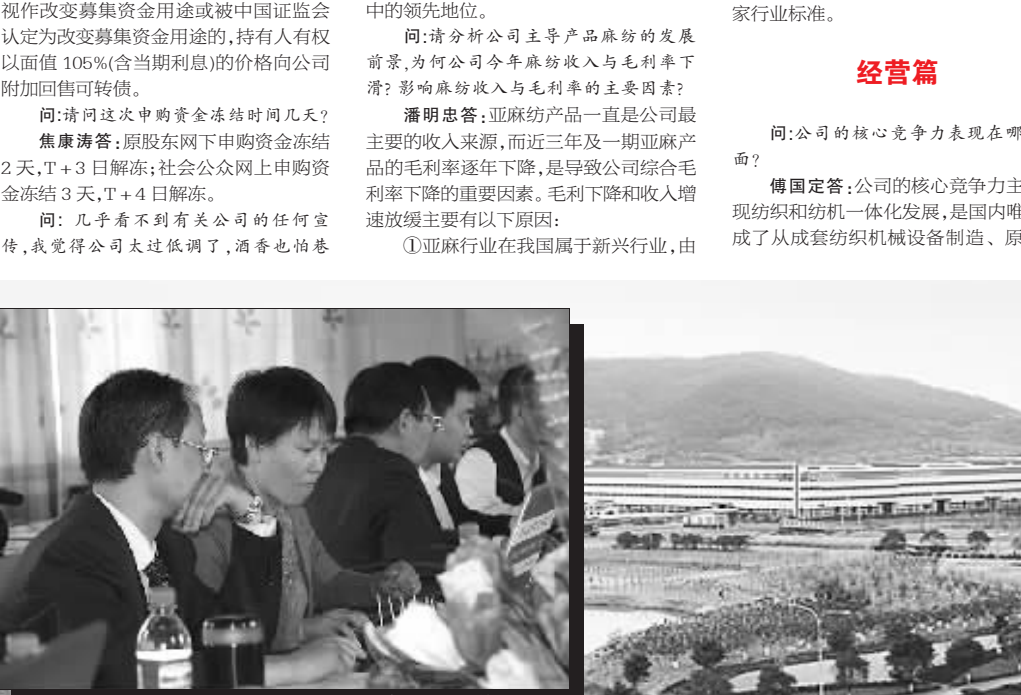 视作改变募集资金用途或被中国证监会
认定为改变募集资金用途的,持有人有权
以面值 105%(含当期利息)的价格向公司
附加回售可转债。
问:请问这次申购资金冻结时间几天?
焦康涛答:原股东网下申购资金冻结
2 天,T+3 日解冻;社会公众网上申购资
金冻结 3 天,T+4 日解冻。
问: 几乎看不到有关公司的任何宣
传,我觉得公司太过低调了,酒香也怕巷
中的领先地位。
问:请分析公司主导产品麻纺的发展
前景,为何公司今年麻纺收入与毛利率下
滑? 影响麻纺收入与毛利率的主要因素?
潘明忠答:亚麻纺产品一直是公司最
主要的收入来源,而近三年及一期亚麻产
品的毛利率逐年下降,是导致公司综合毛
利率下降的重要因素。毛利下降和收入增
速放缓主要有以下原因:
①亚麻行业在我国属于新兴行业,由
家行业标准。
经营篇
问:公司的核心竞争力表现在哪
面?
傅国定答:公司的核心竞争力主
现纺织和纺机一体化发展,是国内唯
成了从成套纺织机械设备制造、原